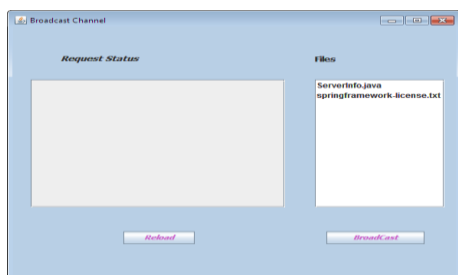 Broadcast Channel
Request Status
Files
ServerInfo.java
springframework-license.txt
Reload
BroadCast